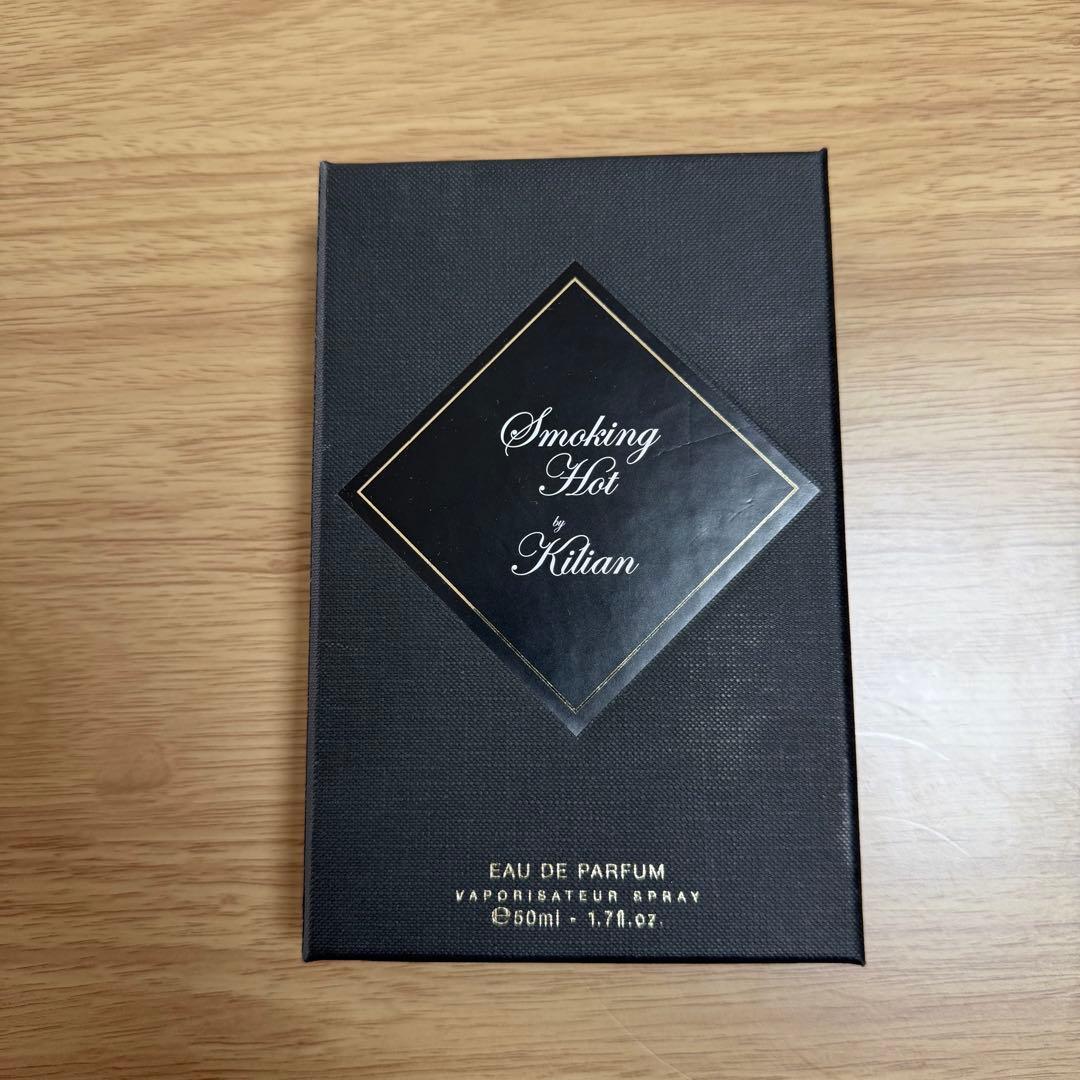 Smoking
Hot
by
Kilian
EAU DE PARFUM
VAPORISATEUR SPRAY
℮50ml - 1.7fl.oz.